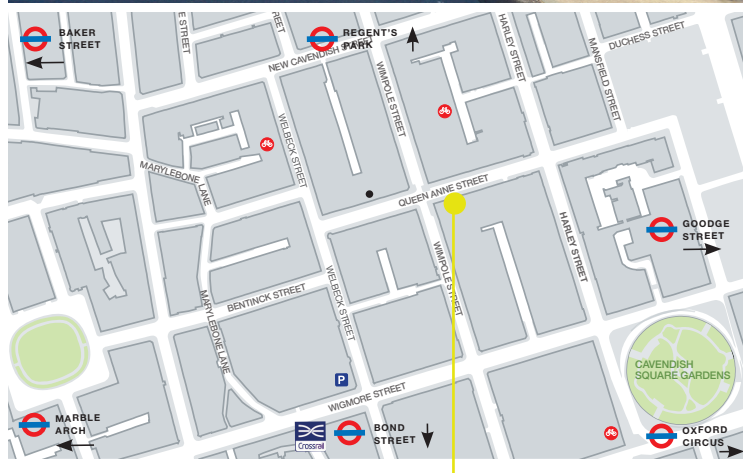 BAKER
STREET
REGENT'S
PARK
NEW CAVENDISH STREET
HARLEY STREET
MANSFIELD STREET
DUCHESS STREET
WIMPOLE STREET
WELBECK STREET
MARYLEBONE
LANE
QUEEN ANNE STREET
HARLEY STREET
GOODGE
STREET
WIMPOLE STREET
WELBECK STREET
BENTINCK STREET
MARYLEBONE LANE
CAVENDISH
SQUARE GARDENS
P
WIGMORE STREET
MARBLE
ARCH
Crossrail
BOND
STREET
OXFORD
CIRCUS